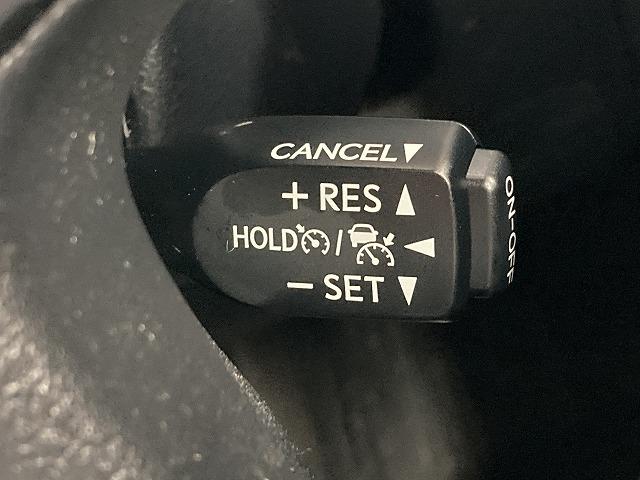 CANCEL▼
+ RES ▲
HOLD / ◀
− SET ▼
ON-OFF